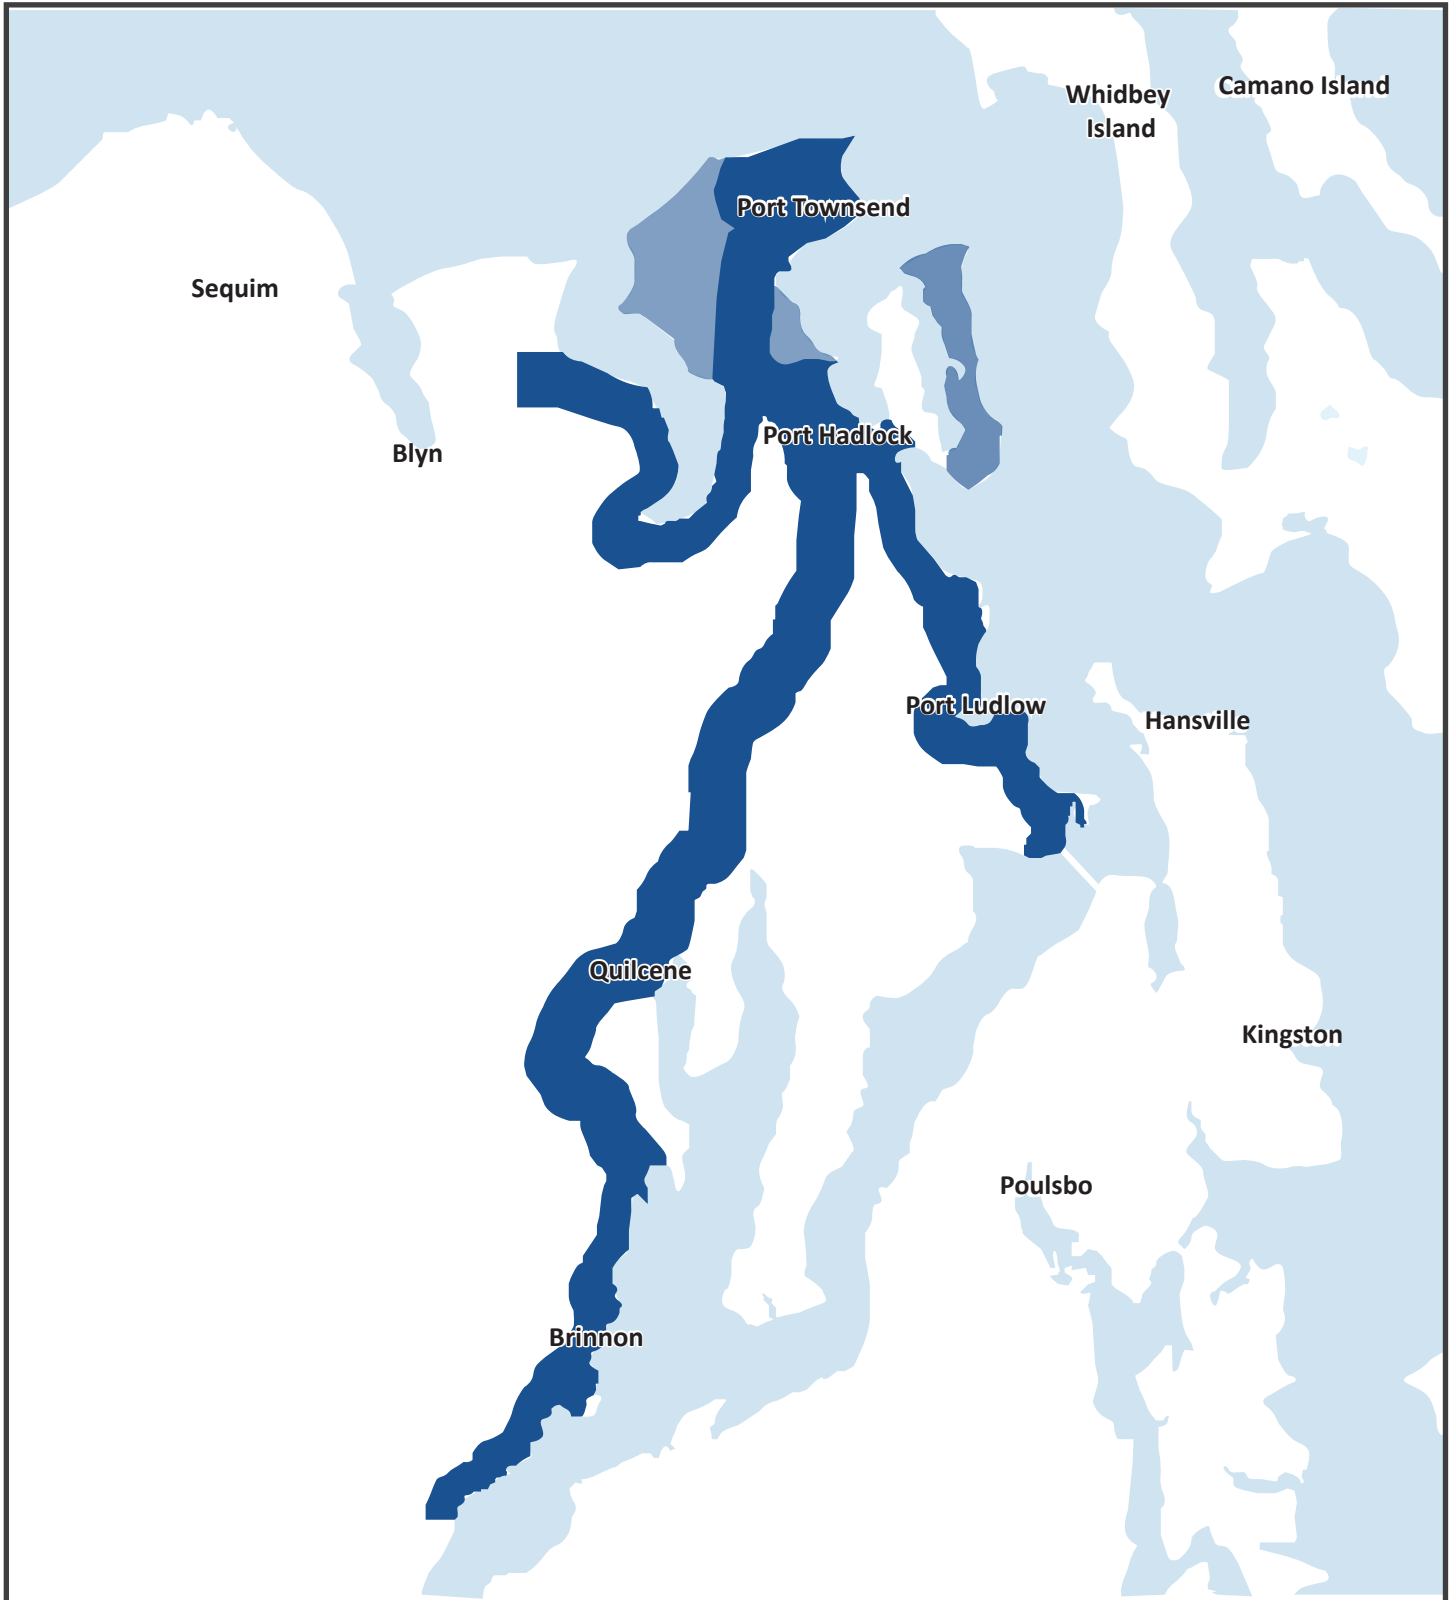 Camano Island
Whidbey
Island
Port Townsend
Sequim
Port Hadlock
Blyn
Port Ludlow
Hansville
Quilcene
Kingston
Poulsbo
Brinnon